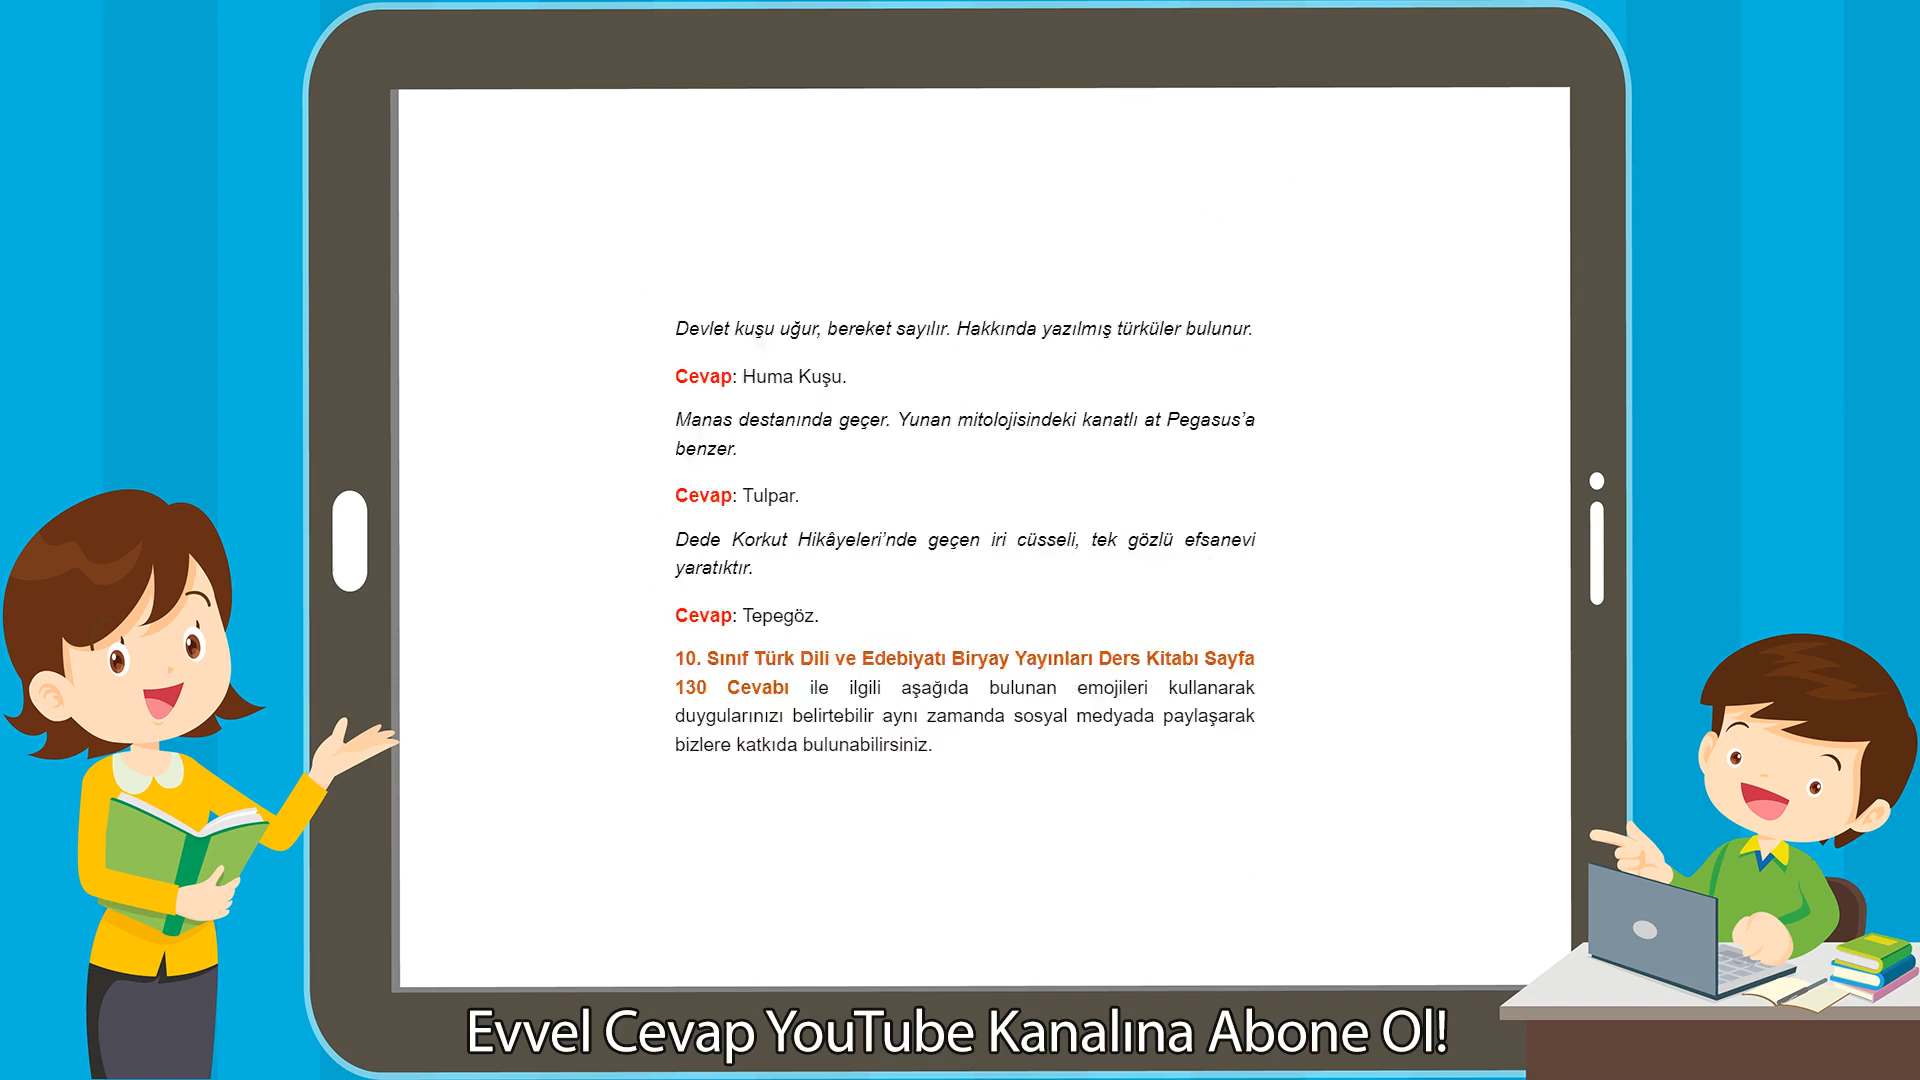 Devlet kuşu uğur, bereket sayılır. Hakkında yazılmış türküler bulunur.
Cevap: Huma Kuşu.
Manas destanında geçer. Yunan mitolojisindeki kanatlı at Pegasus’a
benzer.
Cevap: Tulpar.
Dede Korkut Hikâyeleri’nde geçen iri cüsseli, tek gözlü efsanevi
yaratıktır.
Cevap: Tepegöz.
10. Sınıf Türk Dili ve Edebiyatı Biryay Yayınları Ders Kitabı Sayfa
130 Cevabı ile ilgili aşağıda bulunan emojileri kullanarak
duygularınızı belirtebilir aynı zamanda sosyal medyada paylaşarak
bizlere katkıda bulunabilirsiniz.
Evvel Cevap YouTube Kanalına Abone Ol!